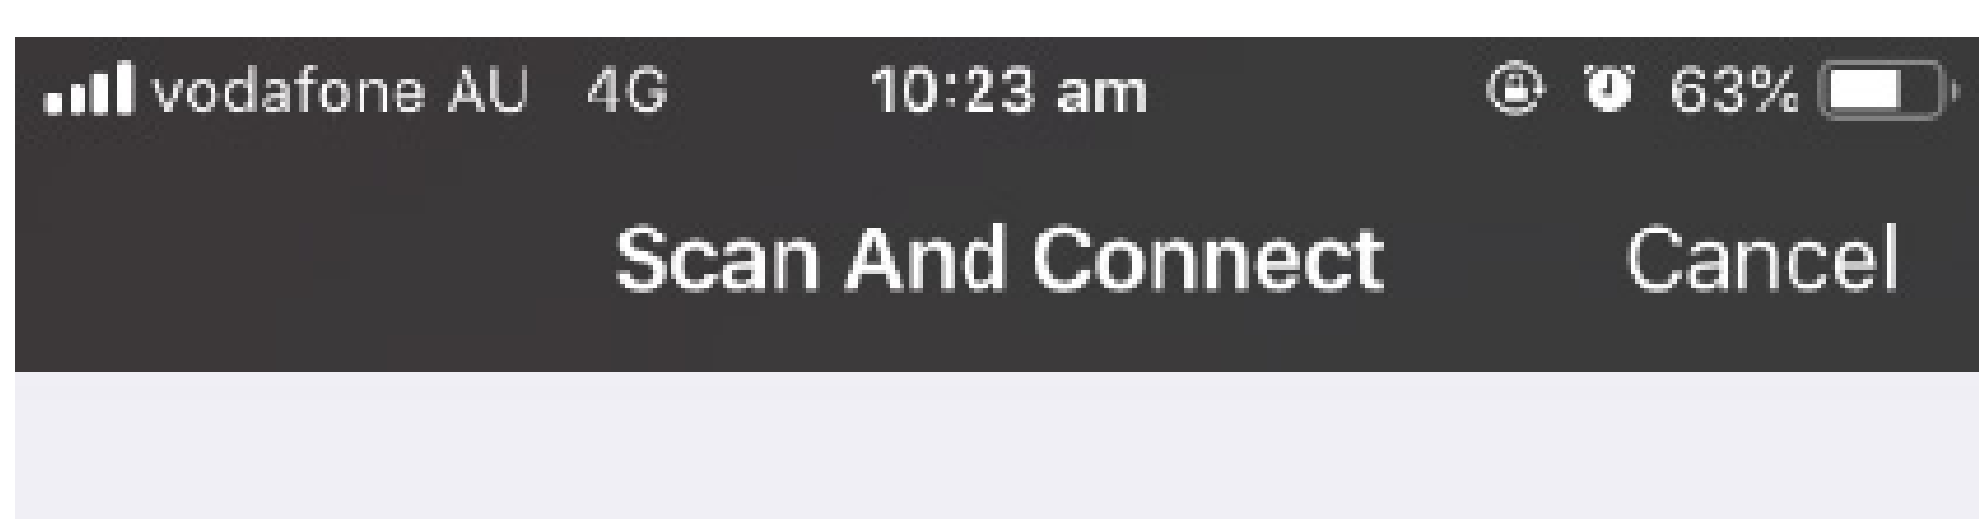 vodafone AU 4G 10:23 am 63%
Scan And Connect Cancel